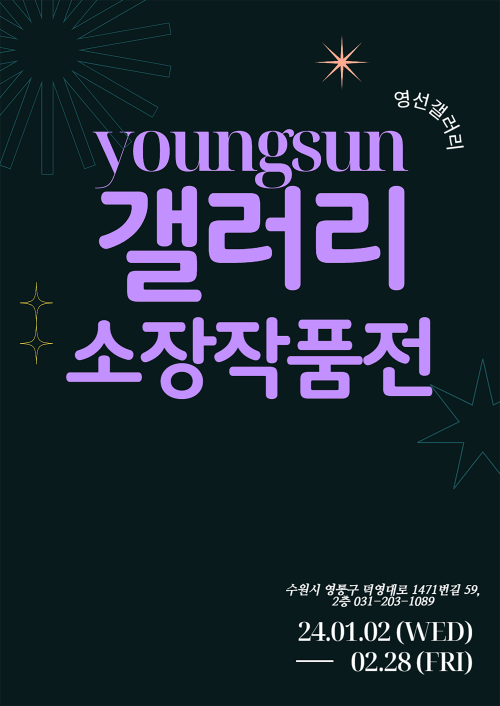 영선갤러리
youngsun
갤러리
소장작품전
수원시 영통구 덕영대로 1471번길 59,
2층 031-203-1089
24.01.02 (WED)
— 02.28 (FRI)